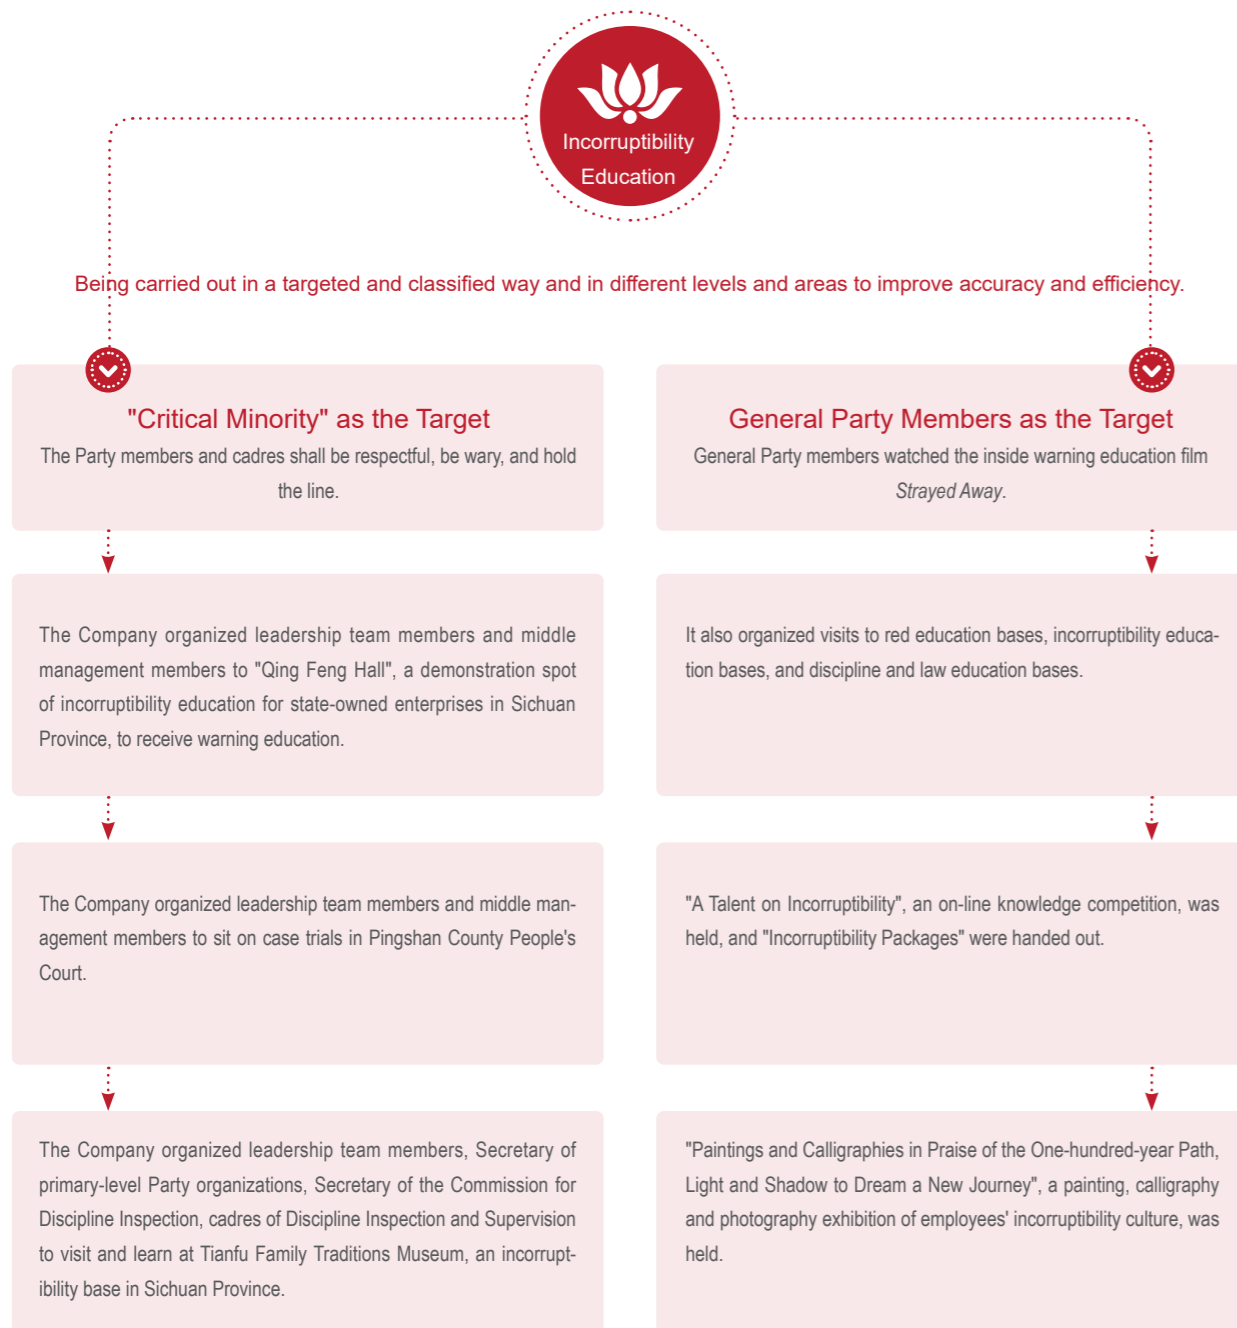 Incorruptibility
Education
Being carried out in a targeted and classified way and in different levels and areas to improve accuracy and efficiency.
"Critical Minority" as the Target
The Party members and cadres shall be respectful, be wary, and hold
the line.
The Company organized leadership team members and middle
management members to "Qing Feng Hall", a demonstration spot
of incorruptibility education for state-owned enterprises in Sichuan
Province, to receive warning education.
The Company organized leadership team members and middle man-
agement members to sit on case trials in Pingshan County People's
Court.
The Company organized leadership team members, Secretary of
primary-level Party organizations, Secretary of the Commission for
Discipline Inspection, cadres of Discipline Inspection and Supervision
to visit and learn at Tianfu Family Traditions Museum, an incorrupt-
ibility base in Sichuan Province.
General Party Members as the Target
General Party members watched the inside warning education film
Strayed Away.
It also organized visits to red education bases, incorruptibility educa-
tion bases, and discipline and law education bases.
"A Talent on Incorruptibility", an on-line knowledge competition, was
held, and "Incorruptibility Packages" were handed out.
"Paintings and Calligraphies in Praise of the One-hundred-year Path,
Light and Shadow to Dream a New Journey", a painting, calligraphy
and photography exhibition of employees' incorruptibility culture, was
held.